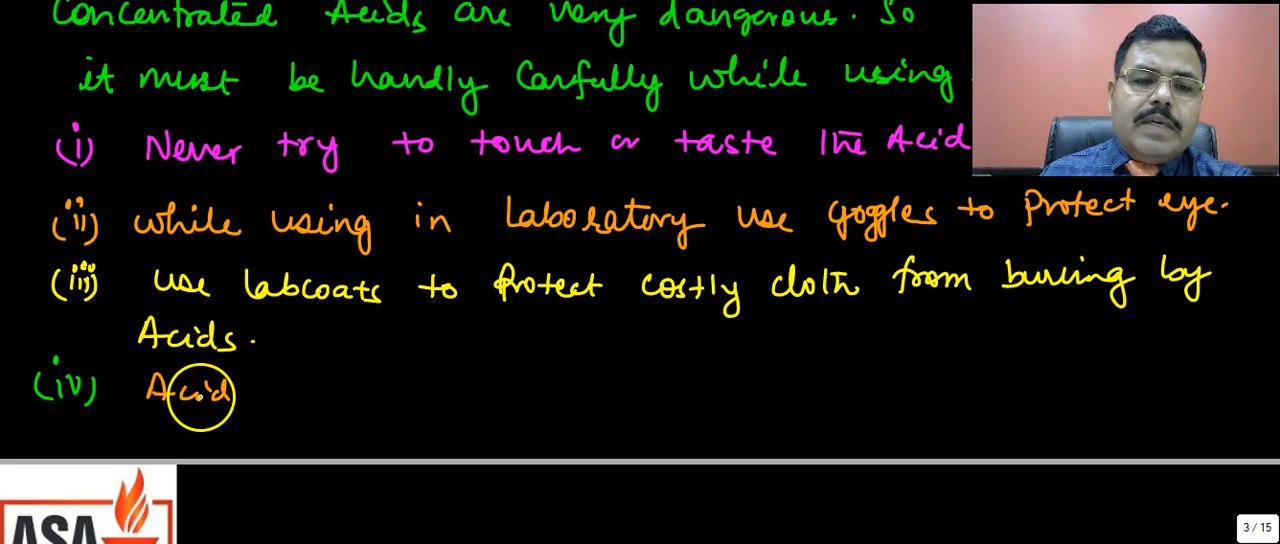 Concentrated Acids are very dangerous. So
it must be handly Carfully while using
(i) Never try to touch or taste the Acid
(ii) while using in Laboratory use goggles to Protect eye.
(iii) use labcoats to Protect costly cloth from buring by
Acids.
(iv) Acid
ASA
3 / 15